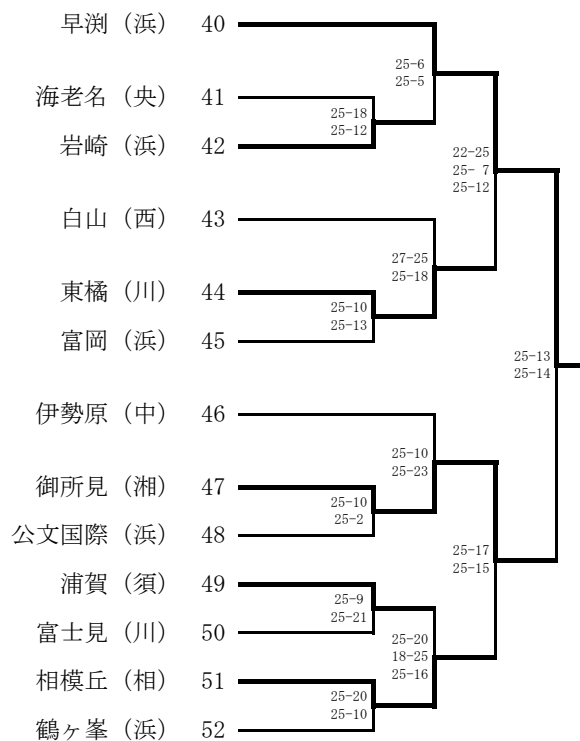 早渕（浜） 40
25-6
25-5
海老名（央） 41
25-18
25-12
岩崎（浜） 42
22-25
25- 7
25-12
白山（西） 43
27-25
25-18
東橘（川） 44
25-10
25-13
富岡（浜） 45
25-13
25-14
伊勢原（中） 46
25-10
25-23
御所見（湘） 47
25-10
25-2
公文国際（浜） 48
25-17
25-15
浦賀（須） 49
25-9
25-21
富士見（川） 50
25-20
18-25
25-16
相模丘（相） 51
25-20
25-10
鶴ヶ峯（浜） 52